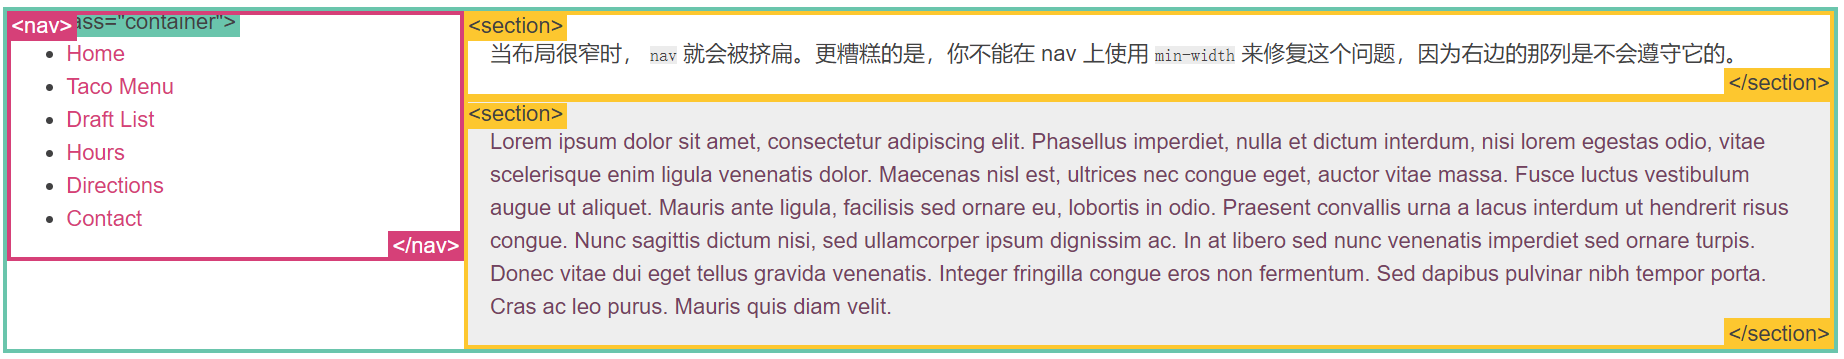 <nav>
ass="container">
Home
Taco Menu
Draft List
Hours
Directions
Contact
</nav>
<section>
当布局很窄时， nav 就会被挤扁。更糟糕的是，你不能在 nav 上使用 min-width 来修复这个问题，因为右边的那列是不会遵守它的。
</section>
<section>
Lorem ipsum dolor sit amet, consectetur adipiscing elit. Phasellus imperdiet, nulla et dictum interdum, nisi lorem egestas odio, vitae
scelerisque enim ligula venenatis dolor. Maecenas nisl est, ultrices nec congue eget, auctor vitae massa. Fusce luctus vestibulum
augue ut aliquet. Mauris ante ligula, facilisis sed ornare eu, lobortis in odio. Praesent convallis urna a lacus interdum ut hendrerit risus
congue. Nunc sagittis dictum nisi, sed ullamcorper ipsum dignissim ac. In at libero sed nunc venenatis imperdiet sed ornare turpis.
Donec vitae dui eget tellus gravida venenatis. Integer fringilla congue eros non fermentum. Sed dapibus pulvinar nibh tempor porta.
Cras ac leo purus. Mauris quis diam velit.
</section>